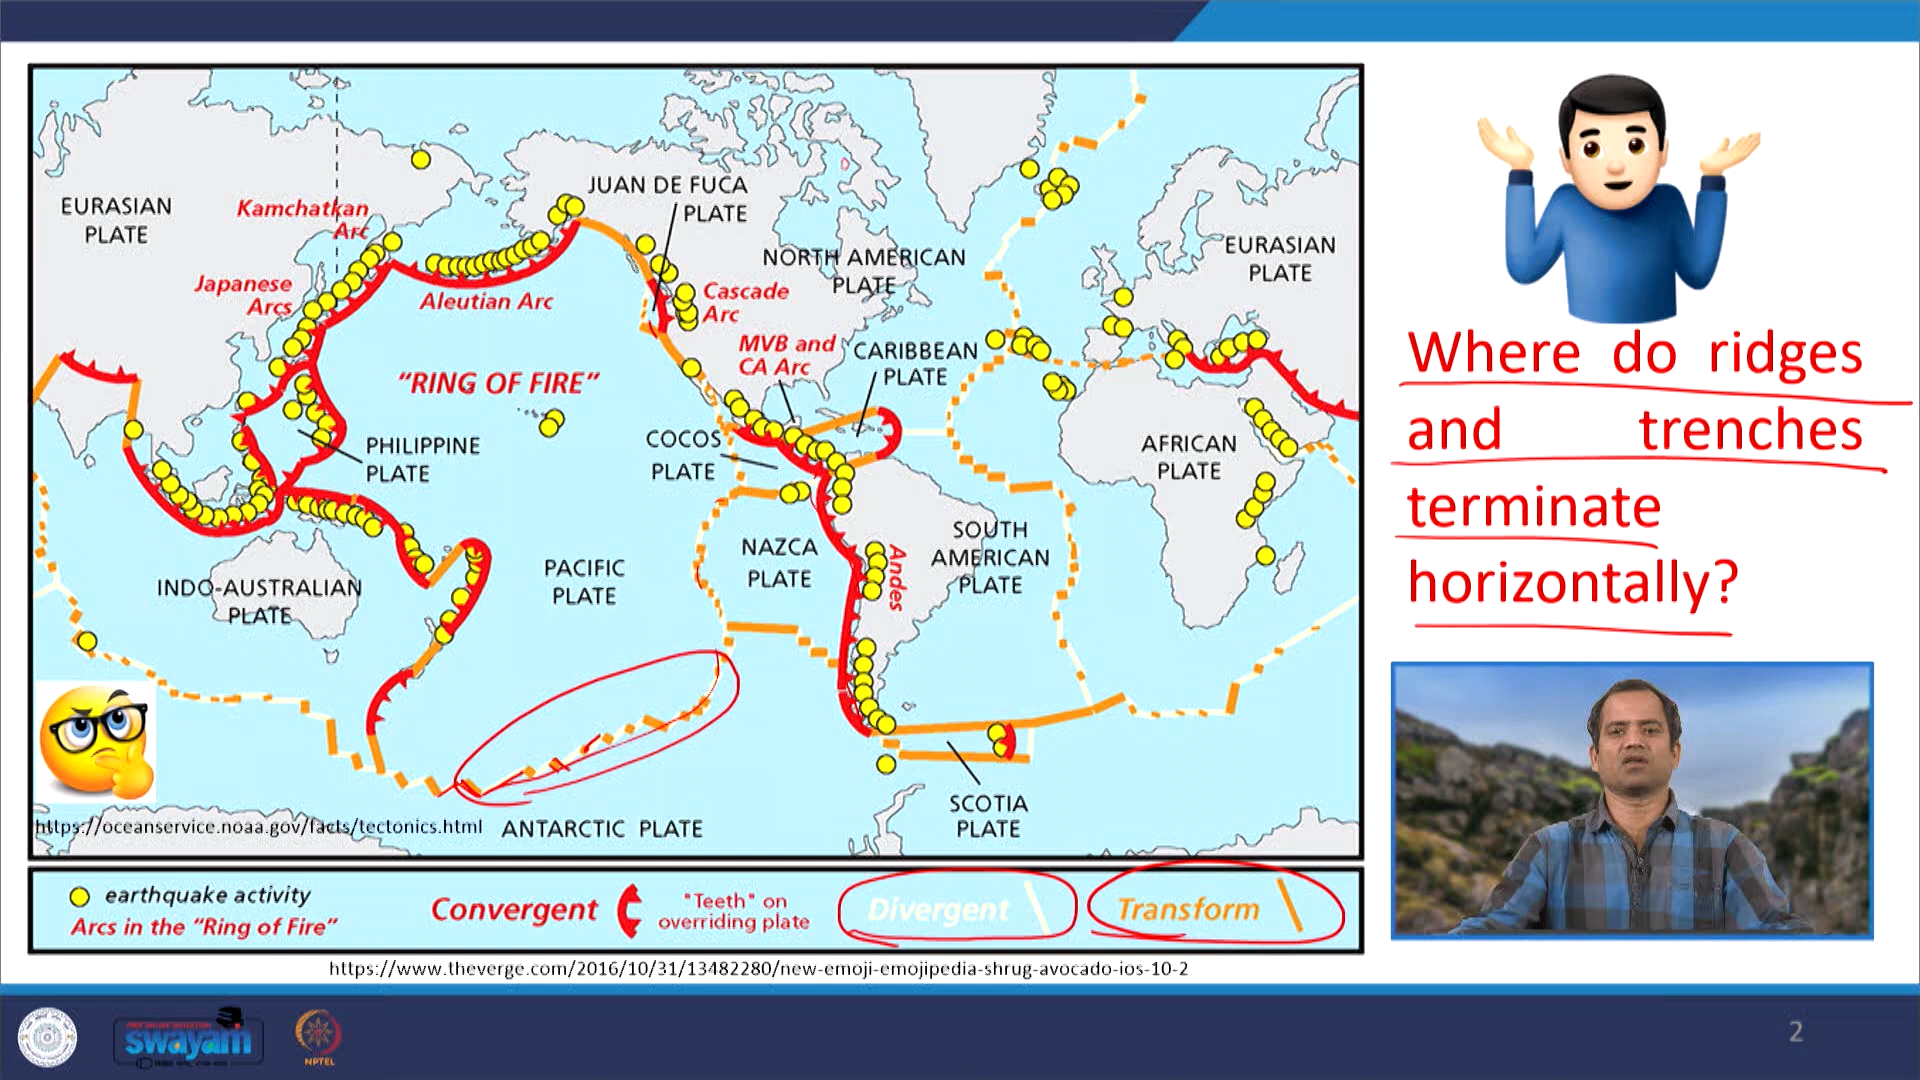 EURASIAN
PLATE
Kamchatkan
Arc
Japanese
Arcs
Aleutian Arc
JUAN DE FUCA
PLATE
NORTH AMERICAN
PLATE
Cascade
Arc
MVB and
CA Arc
CARIBBEAN
PLATE
EURASIAN
PLATE
"RING OF FIRE"
PHILIPPINE
PLATE
COCOS
PLATE
AFRICAN
PLATE
INDO-AUSTRALIAN
PLATE
PACIFIC
PLATE
NAZCA
PLATE
Andes
SOUTH
AMERICAN
PLATE
SCOTIA
PLATE
https://oceanservice.noaa.gov/facts/tectonics.html
ANTARCTIC PLATE
earthquake activity
Arcs in the "Ring of Fire"
Convergent
"Teeth" on
overriding plate
Divergent
Transform
https://www.theverge.com/2016/10/31/13482280/new-emoji-emojipedia-shrug-avocado-ios-10-2
Where do ridges
and trenches
terminate
horizontally?
swayam
NPTEL
2